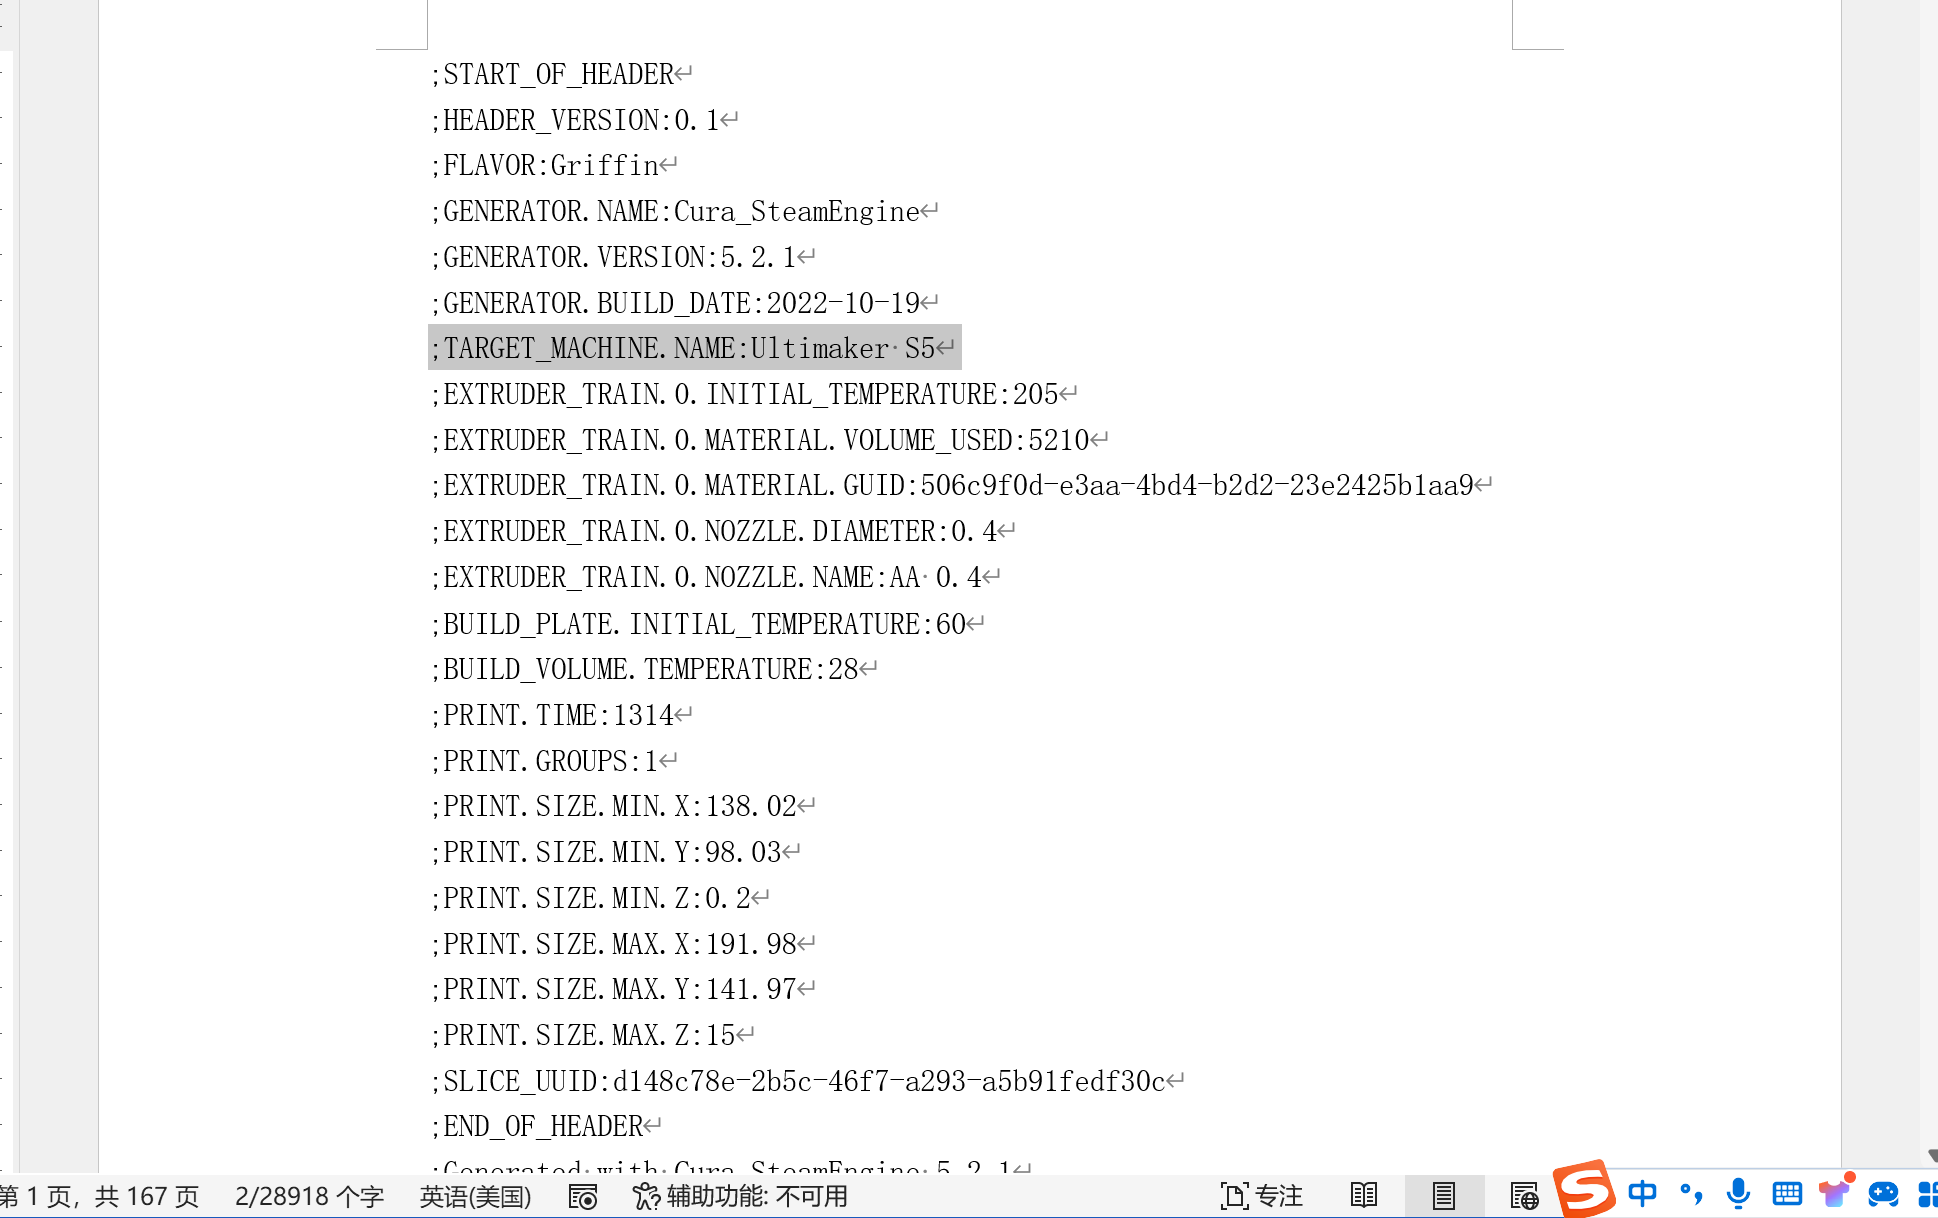 ;START_OF_HEADER
;HEADER_VERSION:0.1
;FLAVOR:Griffin
;GENERATOR.NAME:Cura_SteamEngine
;GENERATOR.VERSION:5.2.1
;GENERATOR.BUILD_DATE:2022-10-19
;TARGET_MACHINE.NAME:Ultimaker S5
;EXTRUDER_TRAIN.0.INITIAL_TEMPERATURE:205
;EXTRUDER_TRAIN.0.MATERIAL.VOLUME_USED:5210
;EXTRUDER_TRAIN.0.MATERIAL.GUID:506c9f0d-e3aa-4bd4-b2d2-23e2425b1aa9
;EXTRUDER_TRAIN.0.NOZZLE.DIAMETER:0.4
;EXTRUDER_TRAIN.0.NOZZLE.NAME:AA 0.4
;BUILD_PLATE.INITIAL_TEMPERATURE:60
;BUILD_VOLUME.TEMPERATURE:28
;PRINT.TIME:1314
;PRINT.GROUPS:1
;PRINT.SIZE.MIN.X:138.02
;PRINT.SIZE.MIN.Y:98.03
;PRINT.SIZE.MIN.Z:0.2
;PRINT.SIZE.MAX.X:191.98
;PRINT.SIZE.MAX.Y:141.97
;PRINT.SIZE.MAX.Z:15
;SLICE_UUID:d148c78e-2b5c-46f7-a293-a5b91fedf30c
;END_OF_HEADER
;Generated with Cura_SteamEngine 5.2.1
第 1 页，共 167 页 2/28918 个字 英语(美国) 辅助功能: 不可用 专注 S 中